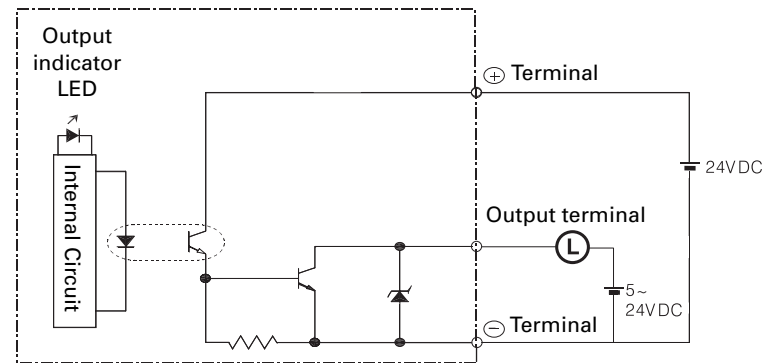 Output
indicator
LED
Internal Circuit
+ Terminal
24VDC
Output terminal
L
5~
24VDC
− Terminal